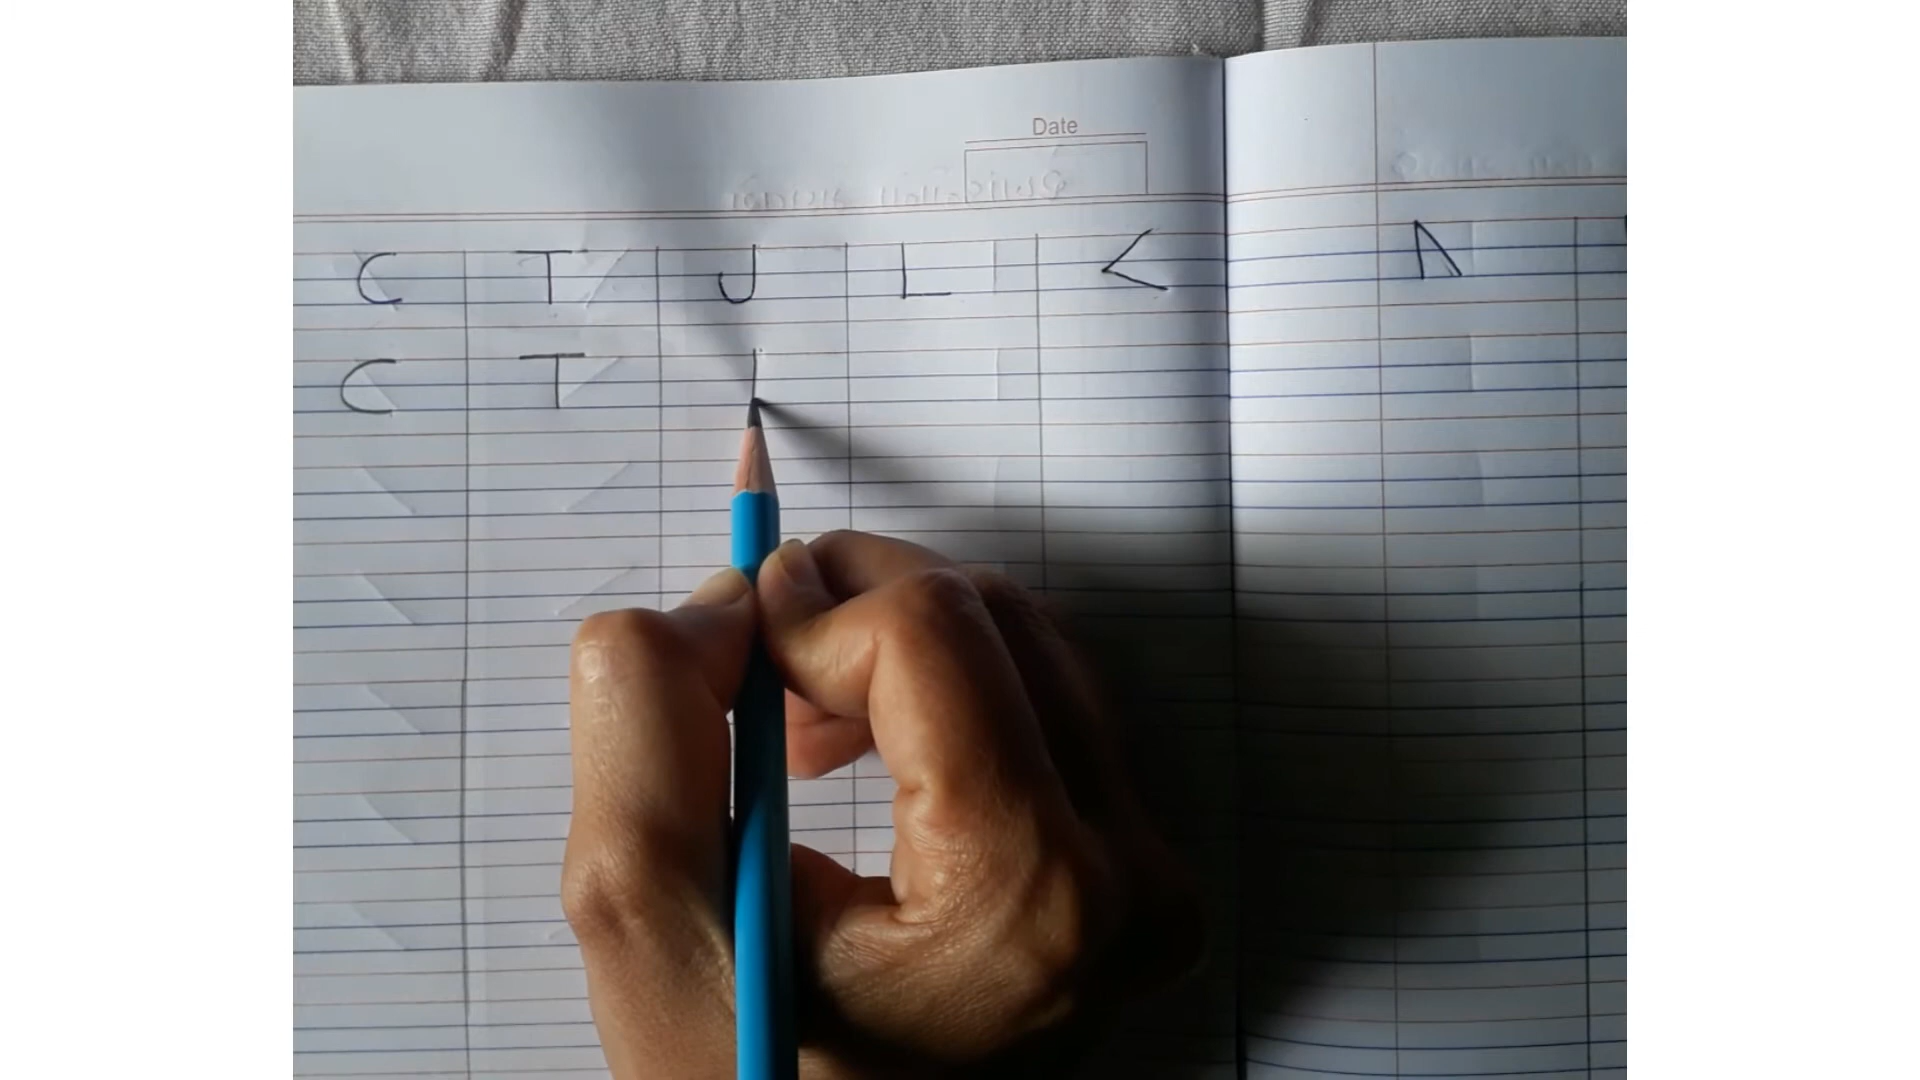 Date
C T J L < Λ
C T